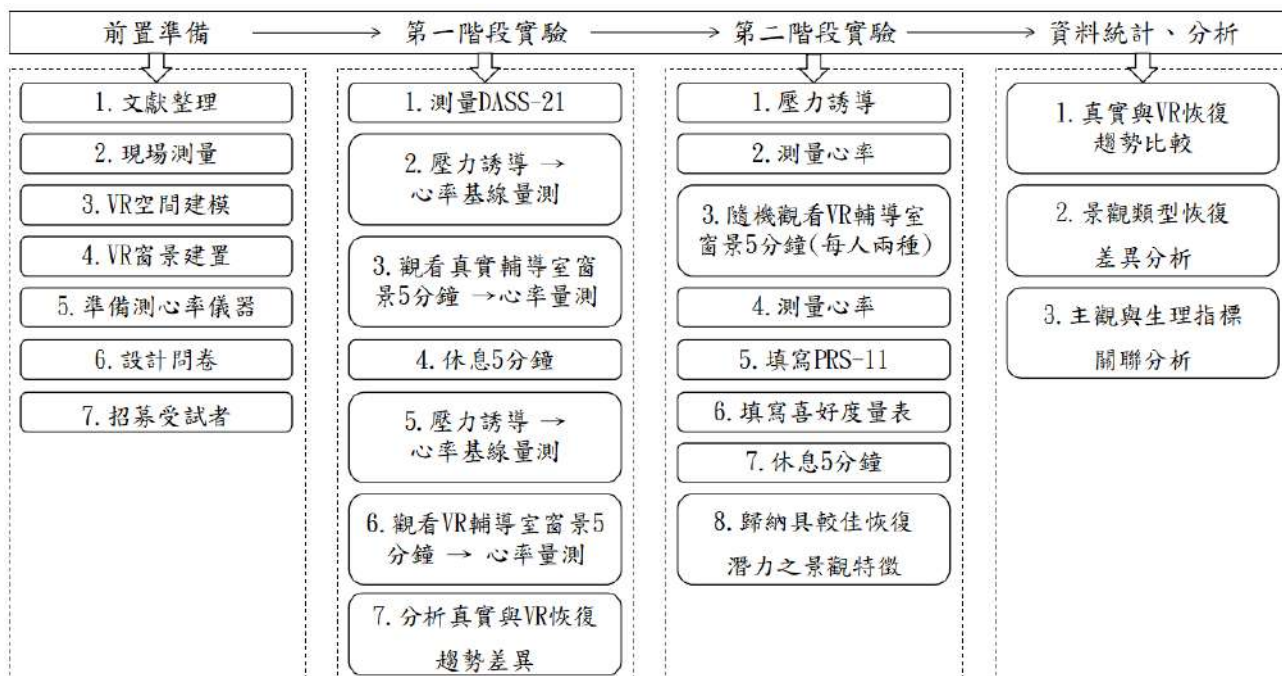 前置準備 → 第一階段實驗 → 第二階段實驗 → 資料統計、分析
1. 文獻整理
2. 現場測量
3. VR空間建模
4. VR窗景建置
5. 準備測心率儀器
6. 設計問卷
7. 招募受試者
1. 測量DASS-21
2. 壓力誘導 →
心率基線量測
3. 觀看真實輔導室窗
景5分鐘 →心率量測
4. 休息5分鐘
5. 壓力誘導 →
心率基線量測
6. 觀看VR輔導室窗景5
分鐘 → 心率量測
7. 分析真實與VR恢復
趨勢差異
1. 壓力誘導
2. 測量心率
3. 隨機觀看VR輔導室
窗景5分鐘(每人兩種)
4. 測量心率
5. 填寫PRS-11
6. 填寫喜好度量表
7. 休息5分鐘
8. 歸納具較佳恢復
潛力之景觀特徵
1. 真實與VR恢復
趨勢比較
2. 景觀類型恢復
差異分析
3. 主觀與生理指標
關聯分析